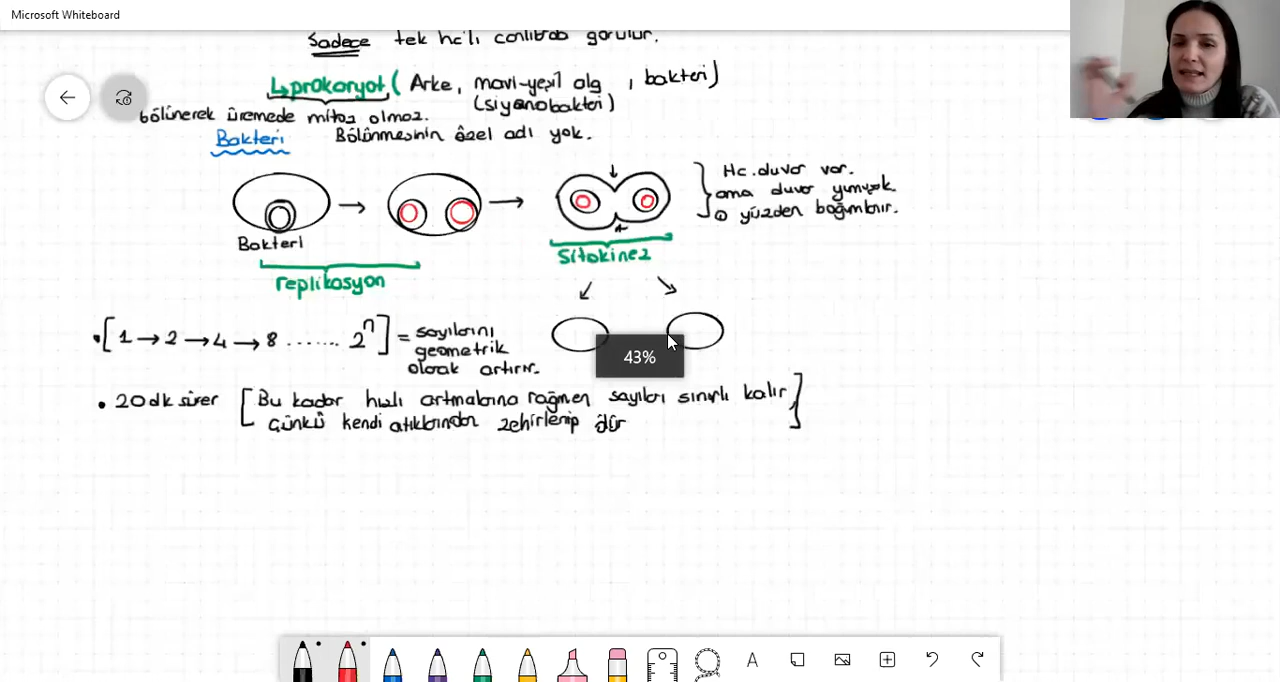 Microsoft Whiteboard
Sadece tek hc'li canlılarda görülür.
↳prokaryot ( Arke, mavi-yeşil alg, bakteri)
(siyanobakteri)
bölünerek üremede mitoz olmaz.
Bakteri Bölünmesinin özel adı yok.
Hc.duvar var.
ama duvar yumuşak
o yüzden boğumlanır.
Bakteri
replikasyon
Sitokinez
•[1→2→4→8 ...... 2ⁿ] = sayılarını
geometrik
olarak artırır.
43%
• 20dk sürer [Bu kadar hızlı artmalarına rağmen sayıları sınırlı kalır
Çünkü kendi atıklarından zehirlenip ölür]
A